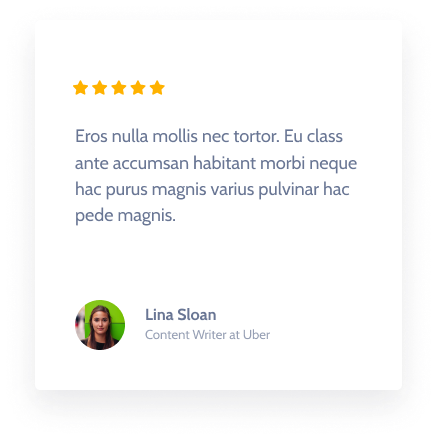 Eros nulla mollis nec tortor. Eu class
ante accumsan habitant morbi neque
hac purus magnis varius pulvinar hac
pede magnis.
Lina Sloan
Content Writer at Uber